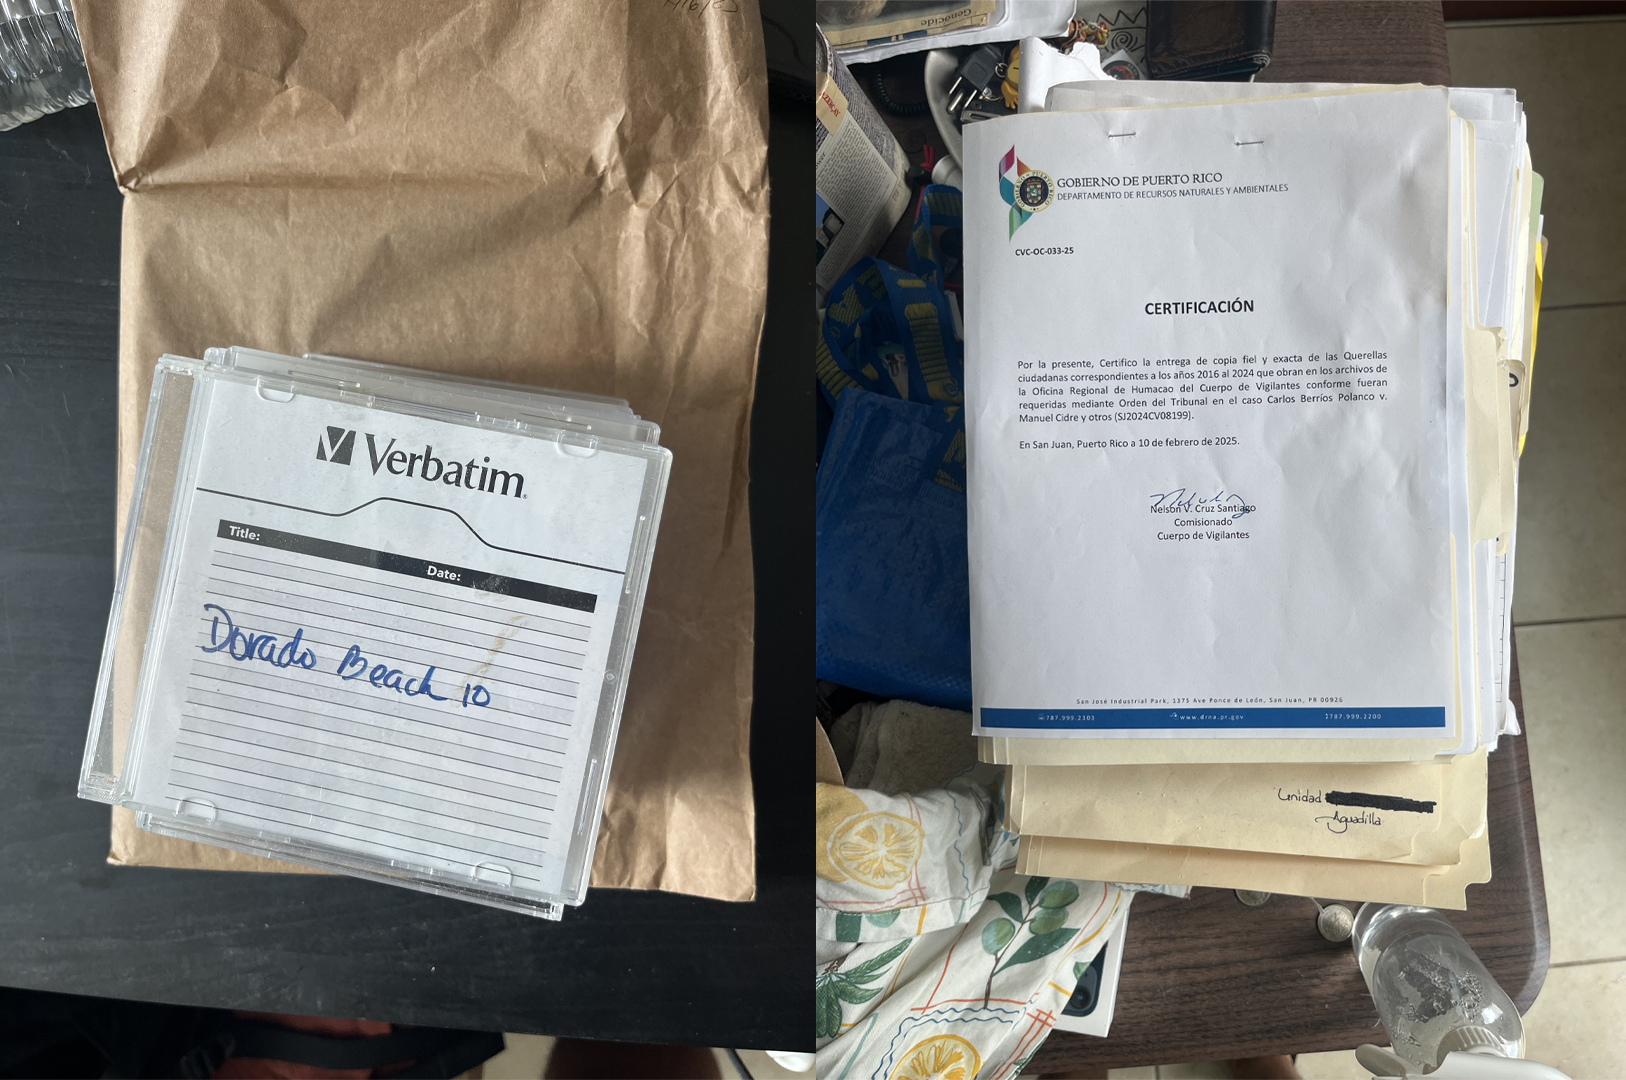 Verbatim
Title:
Date:
Dorado Beach 10
Genocide
GOBIERNO DE PUERTO RICO
DEPARTAMENTO DE RECURSOS NATURALES Y AMBIENTALES
CVC-OC-033-25
CERTIFICACIÓN
Por la presente, Certifico la entrega de copia fiel y exacta de las Querellas
ciudadanas correspondientes a los años 2016 al 2024 que obran en los archivos de
la Oficina Regional de Humacao del Cuerpo de Vigilantes conforme fueran
requeridas mediante Orden del Tribunal en el caso Carlos Berríos Polanco v.
Manuel Cidre y otros (SJ2024CV08199).
En San Juan, Puerto Rico a 10 de febrero de 2025.
Nelson V. Cruz Santiago
Comisionado
Cuerpo de Vigilantes
San José Industrial Park, 1375 Ave Ponce de León, San Juan, PR 00926
787.999.2303 www.drna.pr.gov 787.999.2200
Unidad
Aguadilla